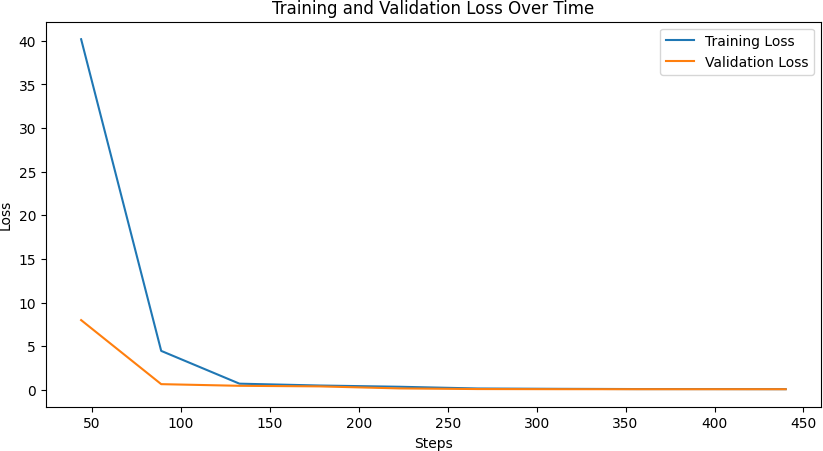 Training and Validation Loss Over Time
Training Loss
Validation Loss
40
35
30
25
20
15
10
5
0
Loss
50 100 150 200 250 300 350 400 450
Steps